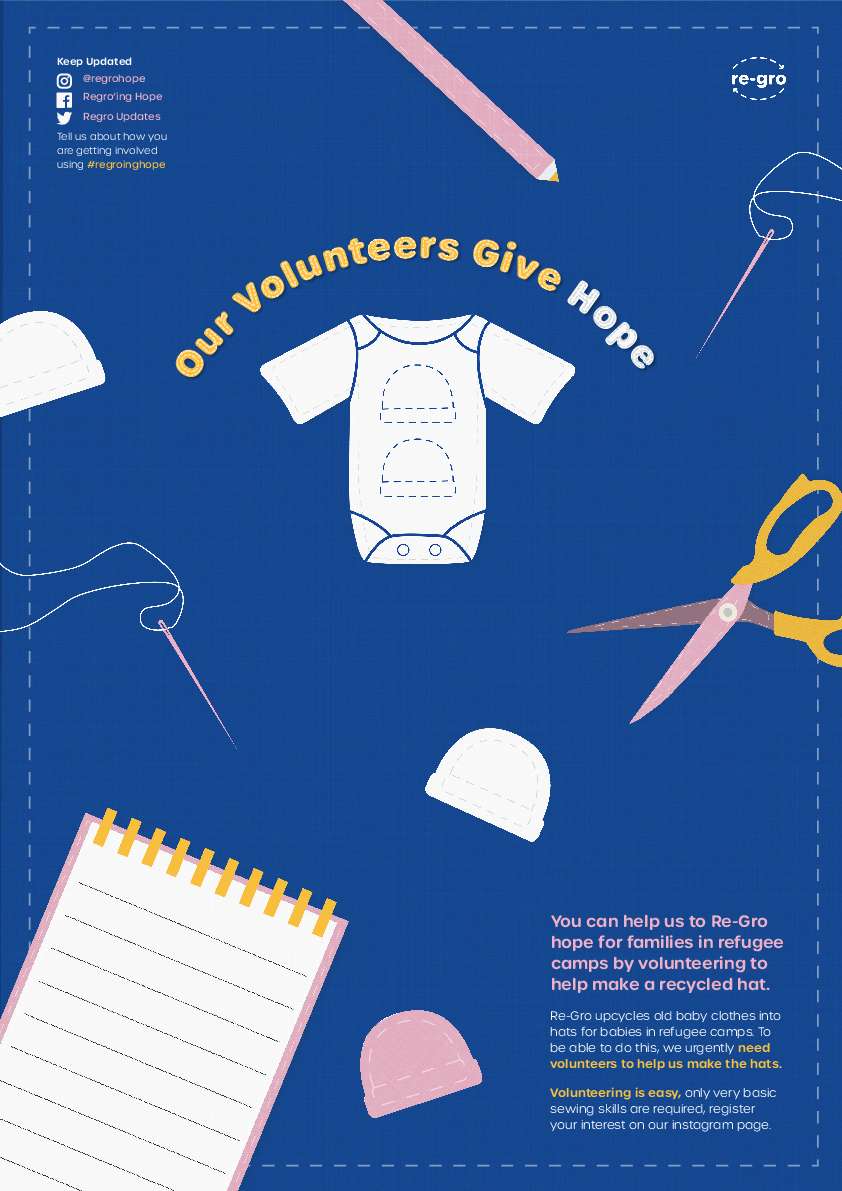 Keep Updated
@regrohope
Regro'ing Hope
Regro Updates
Tell us about how you
are getting involved
using #regroinghope
re-gro
Our Volunteers Give Hope
You can help us to Re-Gro
hope for families in refugee
camps by volunteering to
help make a recycled hat.
Re-Gro upcycles old baby clothes into
hats for babies in refugee camps. To
be able to do this, we urgently need
volunteers to help us make the hats.
Volunteering is easy, only very basic
sewing skills are required, register
your interest on our instagram page.